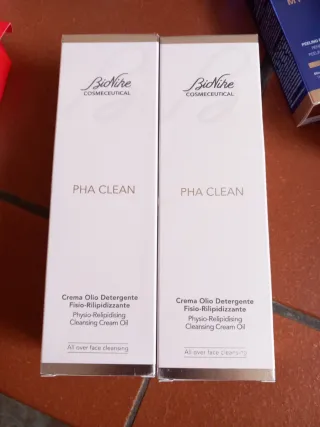 BioNike
COSMECEUTICAL
PHA CLEAN
Crema Olio Detergente
Fisio-Rilipidizzante
Physio-Relipidising
Cleansing Cream Oil
All over face cleansing
BioNike
COSMECEUTICAL
PHA CLEAN
Crema Olio Detergente
Fisio-Rilipidizzante
Physio-Relipidising
Cleansing Cream Oil
All over face cleansing